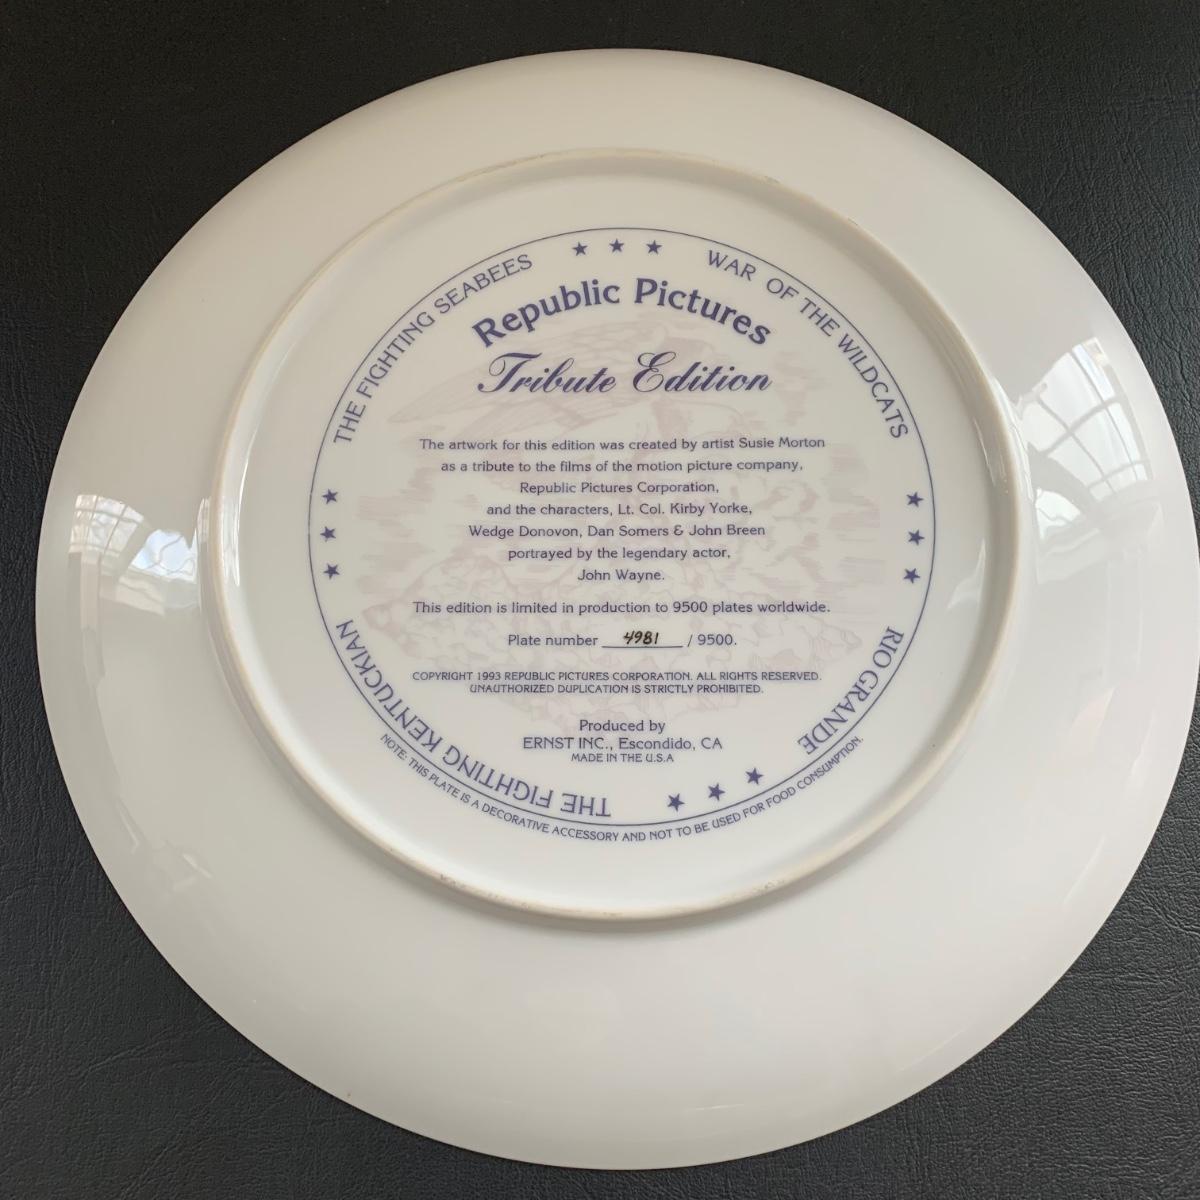 THE FIGHTING SEABEES
WAR OF THE WILDCATS
RIO GRANDE
THE FIGHTING KENTUCKIAN
Republic Pictures
Tribute Edition
The artwork for this edition was created by artist Susie Morton
as a tribute to the films of the motion picture company,
Republic Pictures Corporation,
and the characters, Lt. Col. Kirby Yorke,
Wedge Donovon, Dan Somers & John Breen
portrayed by the legendary actor,
John Wayne.
This edition is limited in production to 9500 plates worldwide.
Plate number 4981 / 9500.
COPYRIGHT 1993 REPUBLIC PICTURES CORPORATION. ALL RIGHTS RESERVED.
UNAUTHORIZED DUPLICATION IS STRICTLY PROHIBITED.
Produced by
ERNST INC., Escondido, CA
MADE IN THE U.S.A
NOTE: THIS PLATE IS A DECORATIVE ACCESSORY AND NOT TO BE USED FOR FOOD CONSUMPTION.